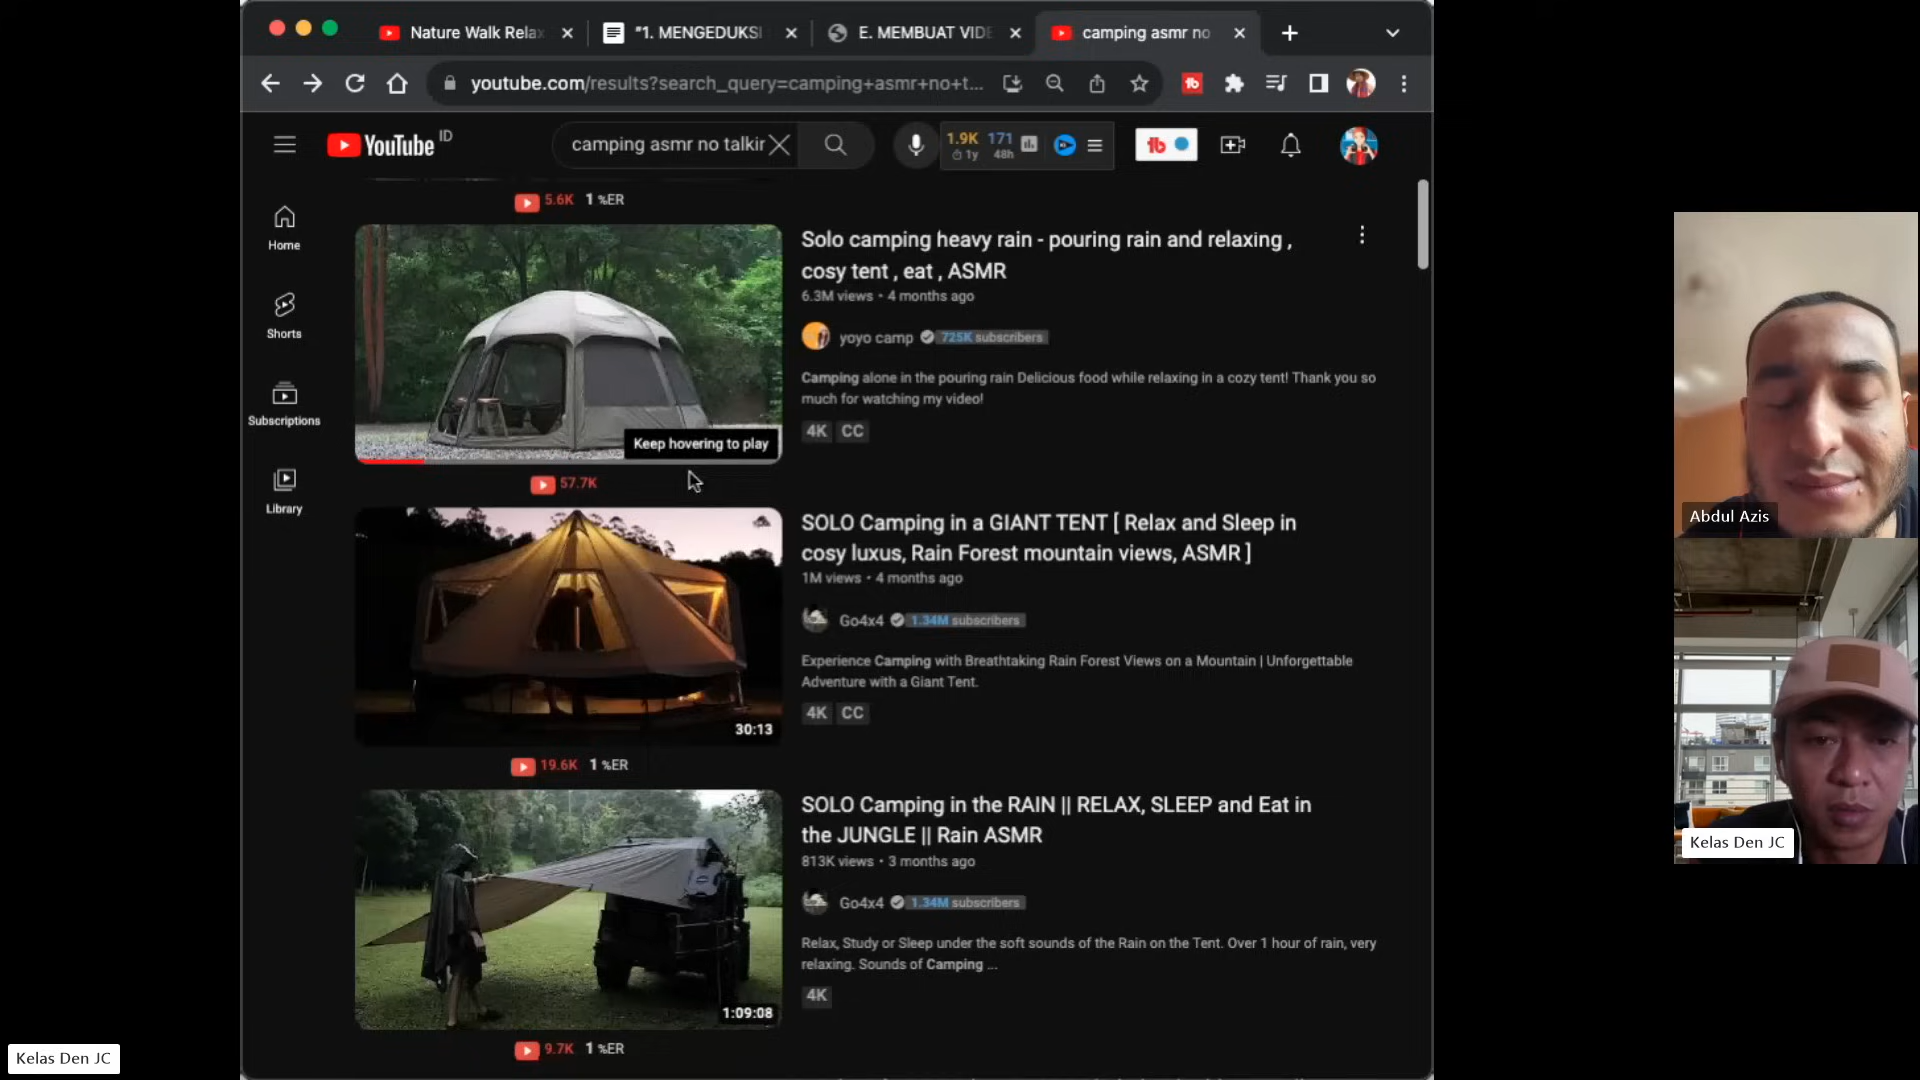 Nature Walk Relax
"1. MENGEDUKSI
E. MEMBUAT VIDE
camping asmr no
youtube.com/results?search_query=camping+asmr+no+t...
YouTube ID
camping asmr no talkin
1.9K 171
1y 48h
5.6K 1 %ER
Home
Shorts
Subscriptions
Library
Solo camping heavy rain - pouring rain and relaxing ,
cosy tent , eat , ASMR
6.3M views • 4 months ago
yoyo camp 725K subscribers
Camping alone in the pouring rain Delicious food while relaxing in a cozy tent! Thank you so
much for watching my video!
4K CC
Keep hovering to play
57.7K
SOLO Camping in a GIANT TENT [ Relax and Sleep in
cosy luxus, Rain Forest mountain views, ASMR ]
1M views • 4 months ago
Go4x4 1.34M subscribers
Experience Camping with Breathtaking Rain Forest Views on a Mountain | Unforgettable
Adventure with a Giant Tent.
4K CC
30:13
19.6K 1 %ER
SOLO Camping in the RAIN || RELAX, SLEEP and Eat in
the JUNGLE || Rain ASMR
813K views • 3 months ago
Go4x4 1.34M subscribers
Relax, Study or Sleep under the soft sounds of the Rain on the Tent. Over 1 hour of rain, very
relaxing. Sounds of Camping ...
4K
1:09:08
9.7K 1 %ER
Abdul Azis
Kelas Den JC
Kelas Den JC